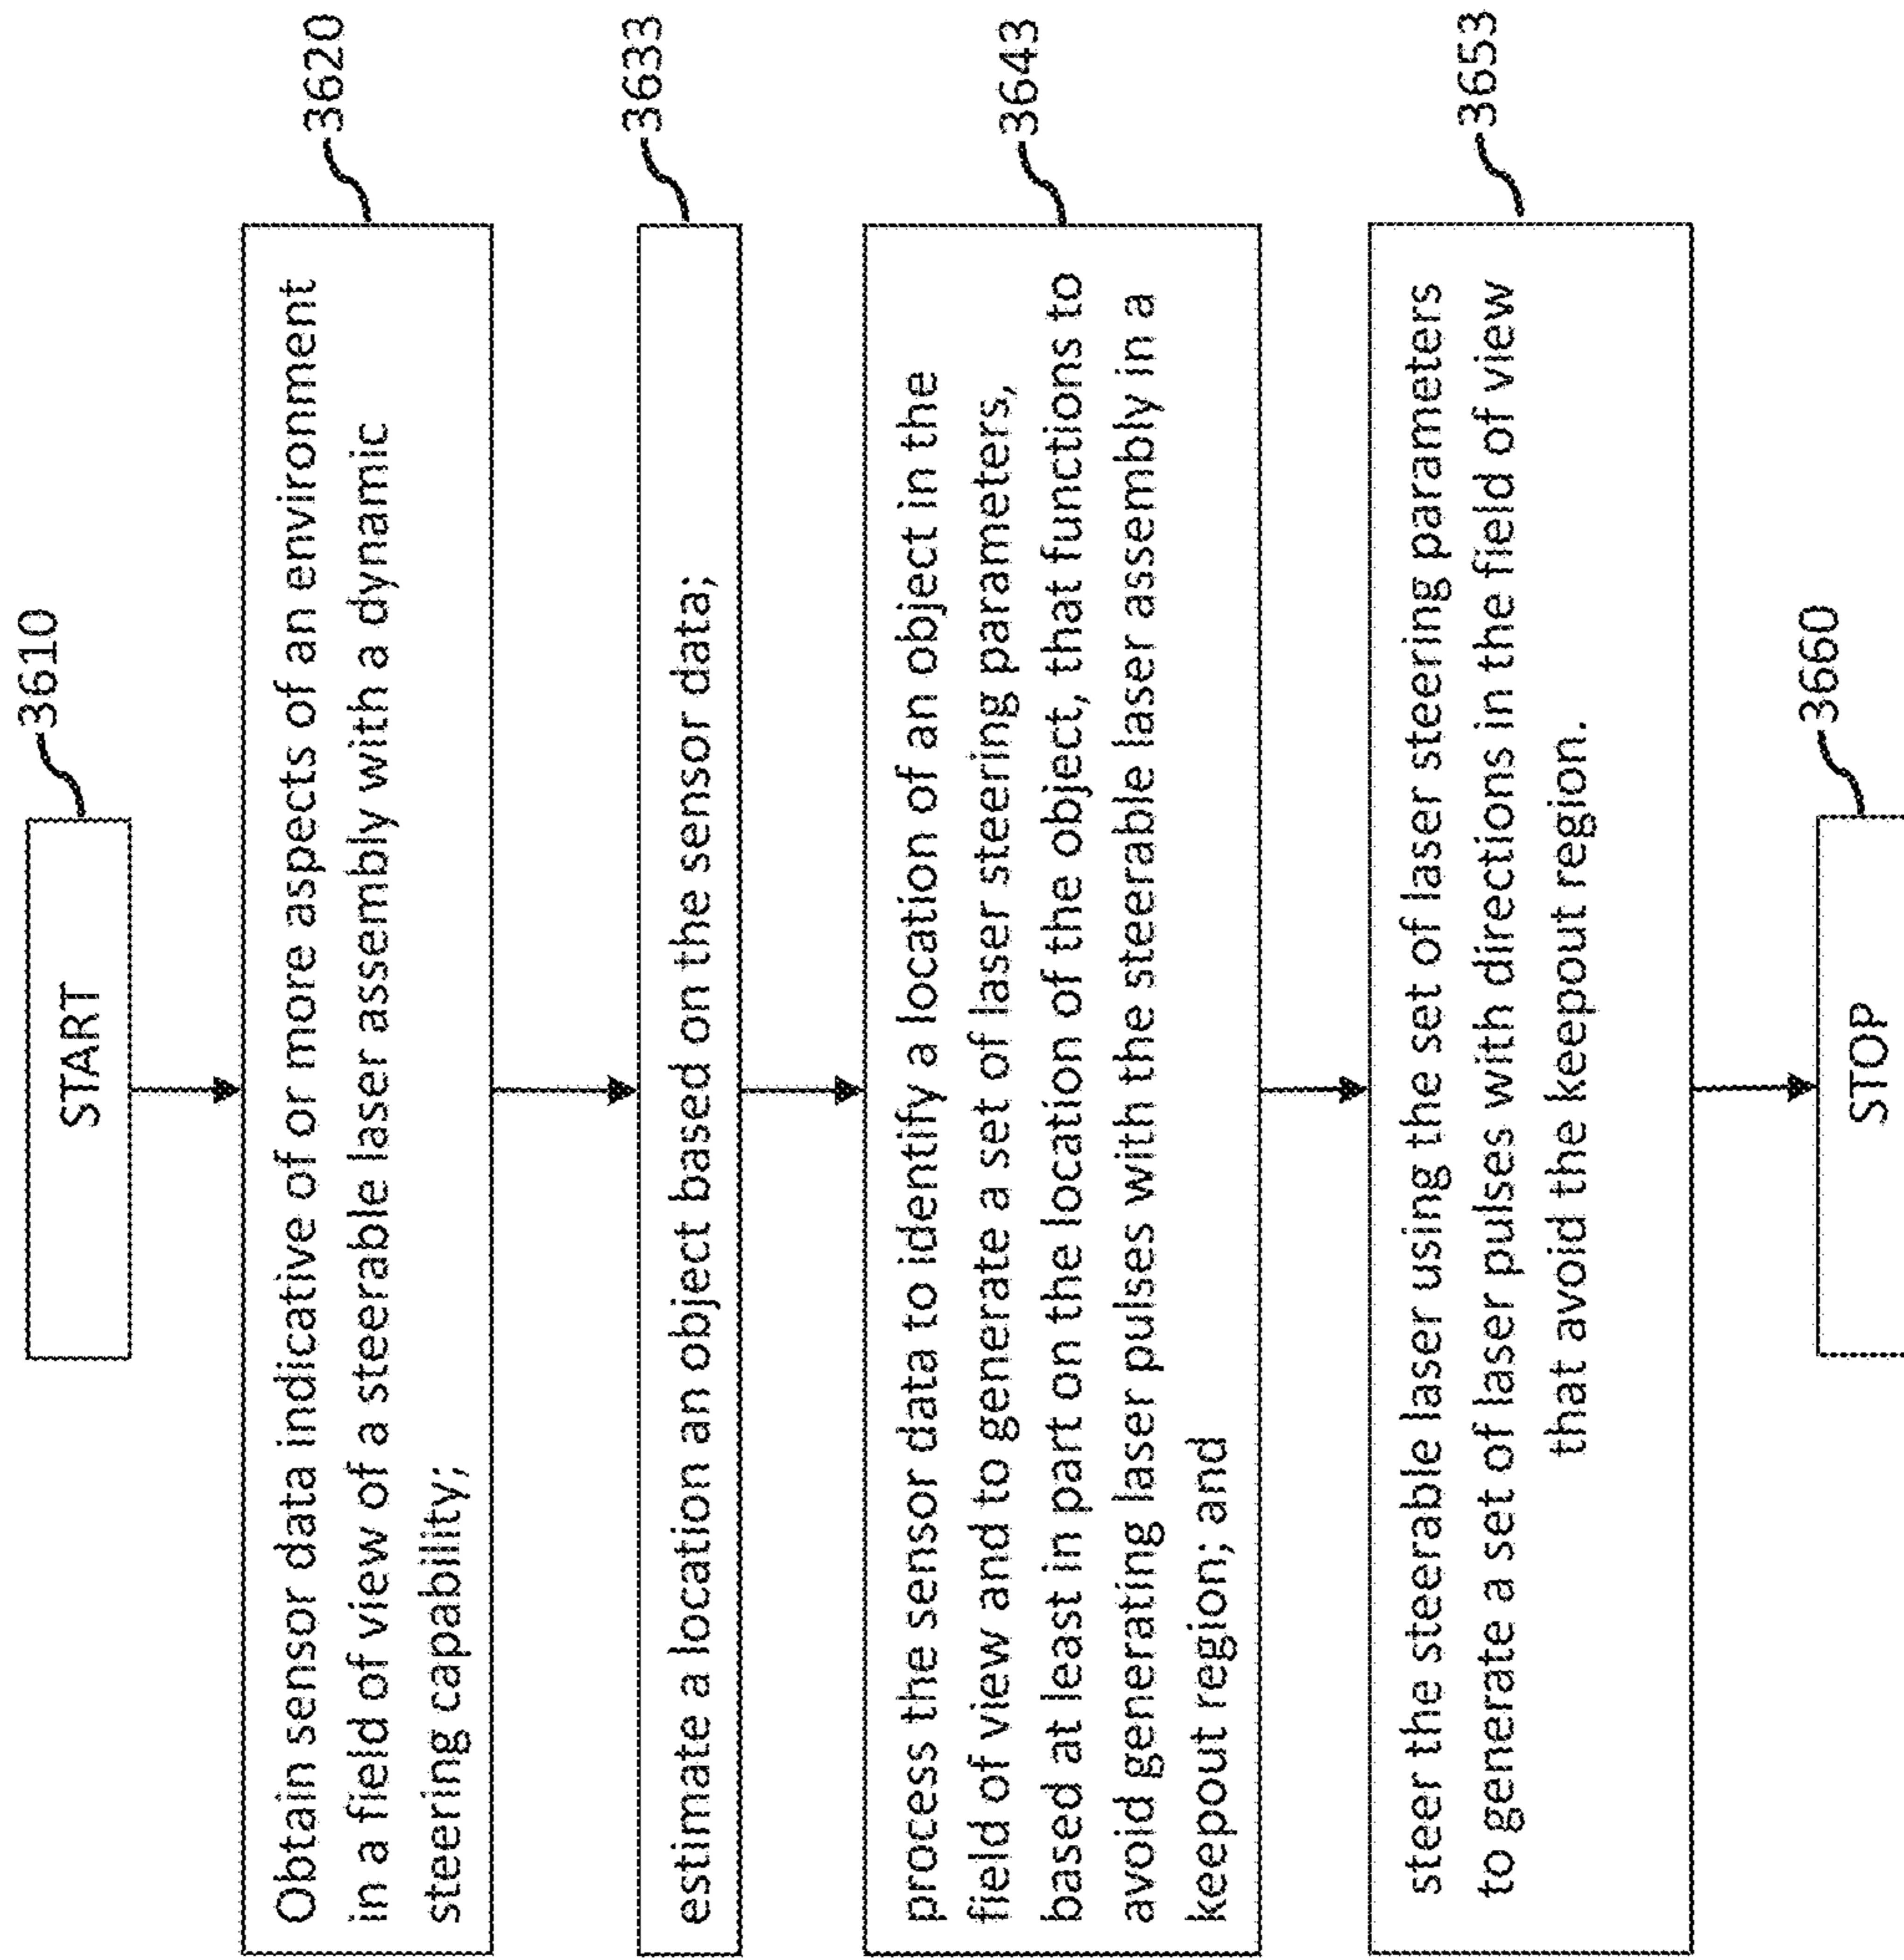 3610
START
3620
Obtain sensor data indicative of or more aspects of an environment
in a field of view of a steerable laser assembly with a dynamic
steering capability;
3633
estimate a location an object based on the sensor data;
3643
process the sensor data to identify a location of an object in the
field of view and to generate a set of laser steering parameters,
based at least in part on the location of the object, that functions to
avoid generating laser pulses with the steerable laser assembly in a
keepout region; and
3653
steer the steerable laser using the set of laser steering parameters
to generate a set of laser pulses with directions in the field of view
that avoid the keepout region.
3660
STOP